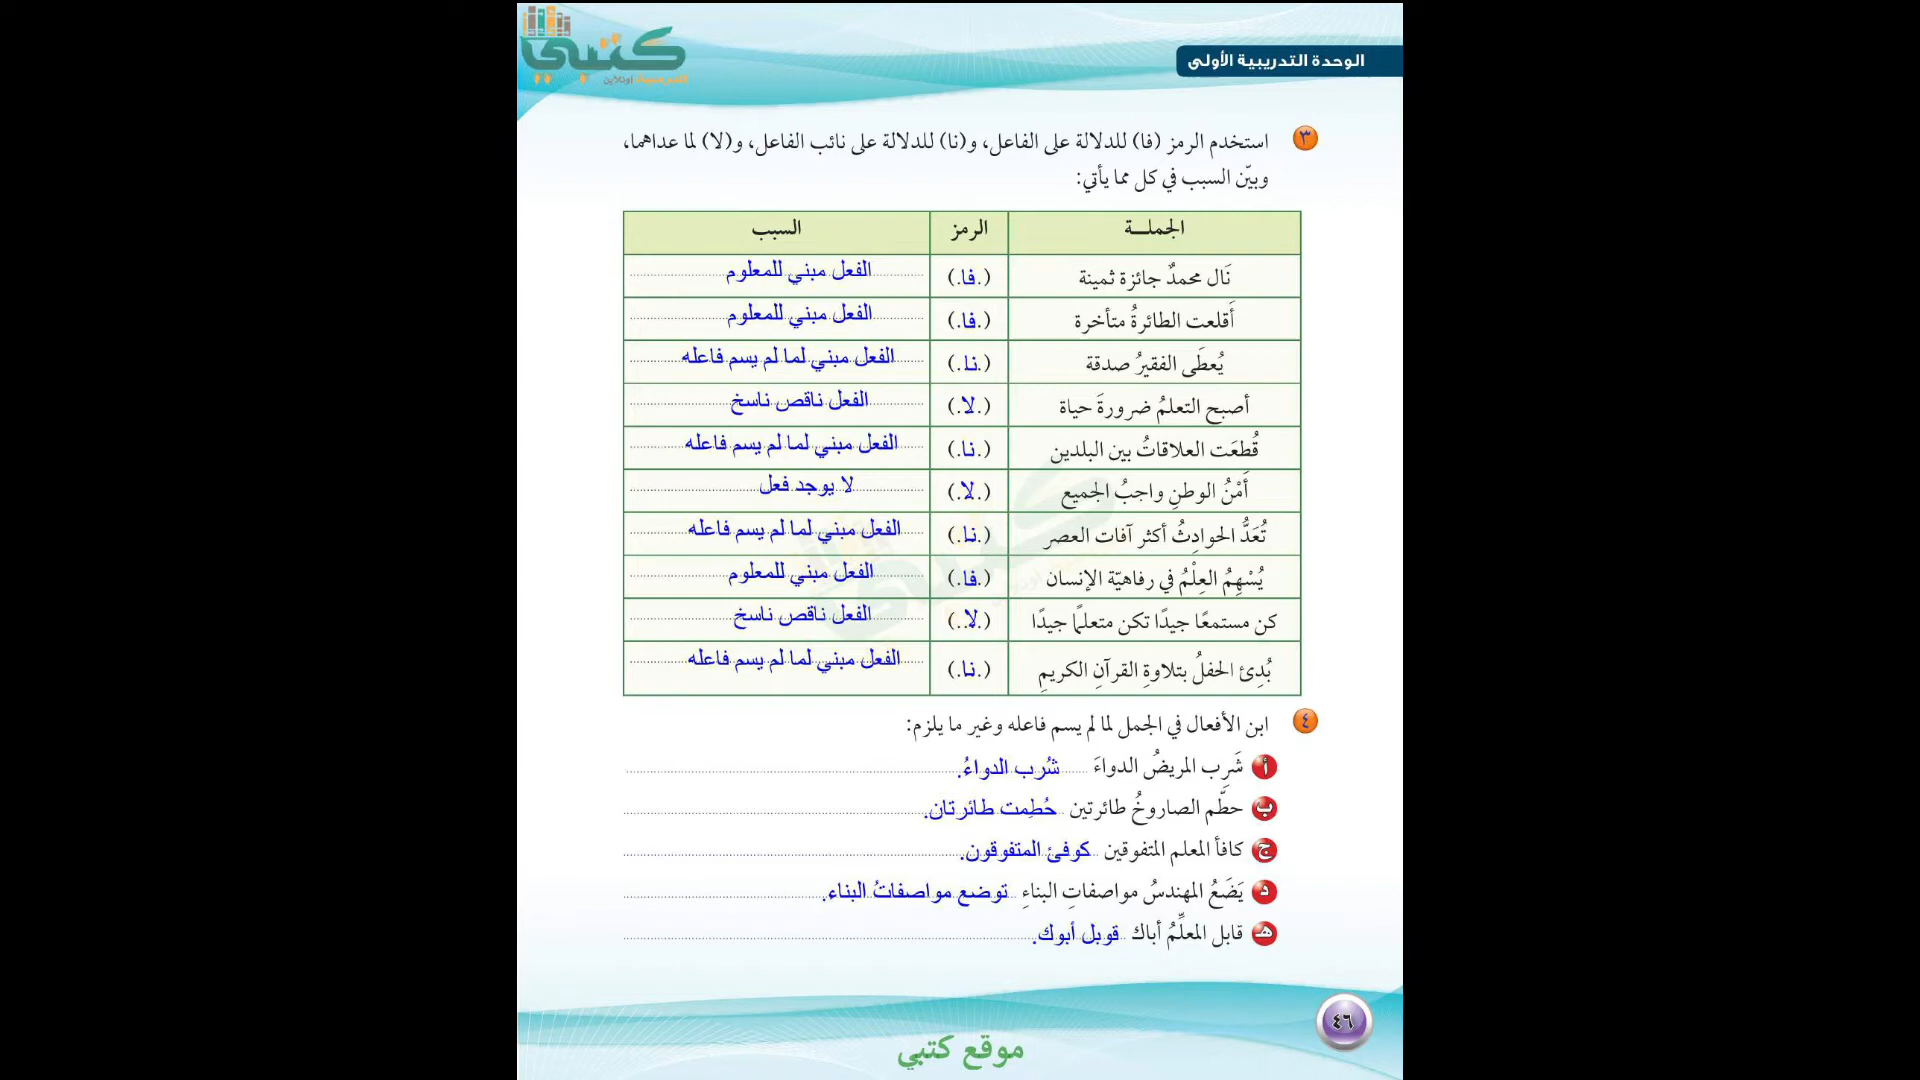 كتبي
المدرسية اونلاين
الوحدة التدريبية الأولى
٣ استخدم الرمز (فا) للدلالة على الفاعل، و(نا) للدلالة على نائب الفاعل، و(لا) لما عداهما،
وبيّن السبب في كل مما يأتي:
الجملـــة الرمز السبب
نَال محمدٌ جائزة ثمينة (.فا.) الفعل مبني للمعلوم
أَقلعت الطائرةُ متأخرة (.فا.) الفعل مبني للمعلوم
يُعطَى الفقيرُ صدقة (.نا.) الفعل مبني لما لم يسم فاعله
أصبح التعلمُ ضرورةَ حياة (.لا.) الفعل ناقص ناسخ
قُطعَت العلاقاتُ بين البلدين (.نا.) الفعل مبني لما لم يسم فاعله
أَمْنُ الوطنِ واجبُ الجميع (.لا.) لا يوجد فعل
تُعَدُّ الحوادِثُ أكثر آفات العصر (.نا.) الفعل مبني لما لم يسم فاعله
يُسْهِمُ العِلْمُ في رفاهيّة الإنسان (.فا.) الفعل مبني للمعلوم
كن مستمعًا جيدًا تكن متعلمًا جيدًا (.لا.) الفعل ناقص ناسخ
بُدِئ الحفلُ بتلاوةِ القرآنِ الكريمِ (.نا.) الفعل مبني لما لم يسم فاعله
٤ ابن الأفعال في الجمل لما لم يسم فاعله وغير ما يلزم:
أ شَرِب المريضُ الدواءَ شُرب الدواءُ.
ب حطّم الصاروخُ طائرتين حُطِمت طائرتان.
ج كافأ المعلم المتفوقين كوفئ المتفوقون.
د يَضَعُ المهندسُ مواصفاتِ البناءِ توضع مواصفاتُ البناء.
هـ قابل المعلِّمُ أباك قوبل أبوك.
٤٦
موقع كتبي